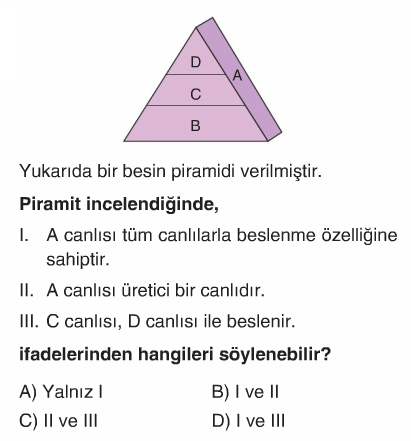 D
A
C
B
Yukarıda bir besin piramidi verilmiştir.
Piramit incelendiğinde,
I. A canlısı tüm canlılarla beslenme özelliğine
sahiptir.
II. A canlısı üretici bir canlıdır.
III. C canlısı, D canlısı ile beslenir.
ifadelerinden hangileri söylenebilir?
A) Yalnız I B) I ve II
C) II ve III D) I ve III